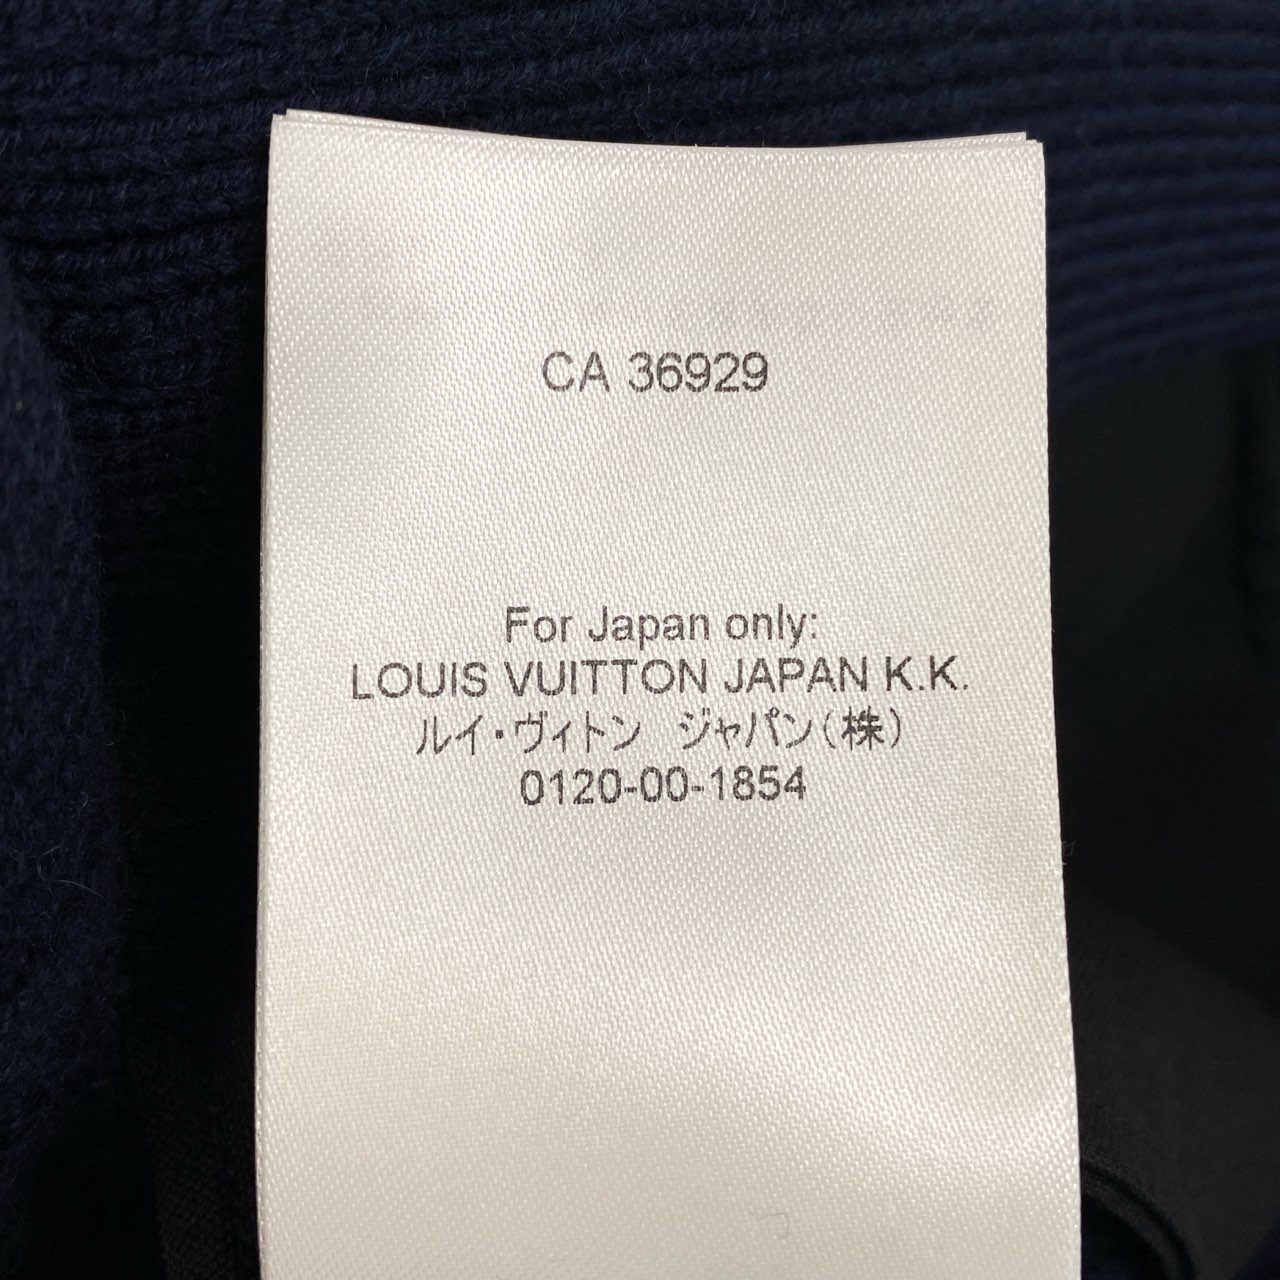 CA 36929
For Japan only:
LOUIS VUITTON JAPAN K.K.
ルイ・ヴィトン　ジャパン(株)
0120-00-1854